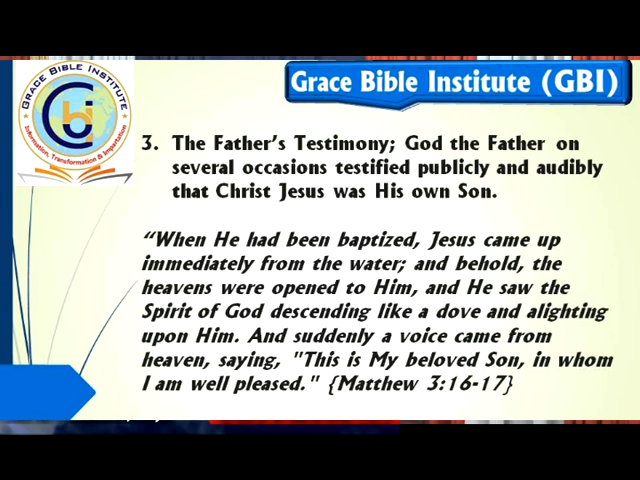 Grace Bible Institute (GBI)
GRACE BIBLE INSTITUTE
Information, Transformation & Impartation
3. The Father's Testimony; God the Father on
several occasions testified publicly and audibly
that Christ Jesus was His own Son.
“When He had been baptized, Jesus came up
immediately from the water; and behold, the
heavens were opened to Him, and He saw the
Spirit of God descending like a dove and alighting
upon Him. And suddenly a voice came from
heaven, saying, "This is My beloved Son, in whom
I am well pleased." {Matthew 3:16-17}